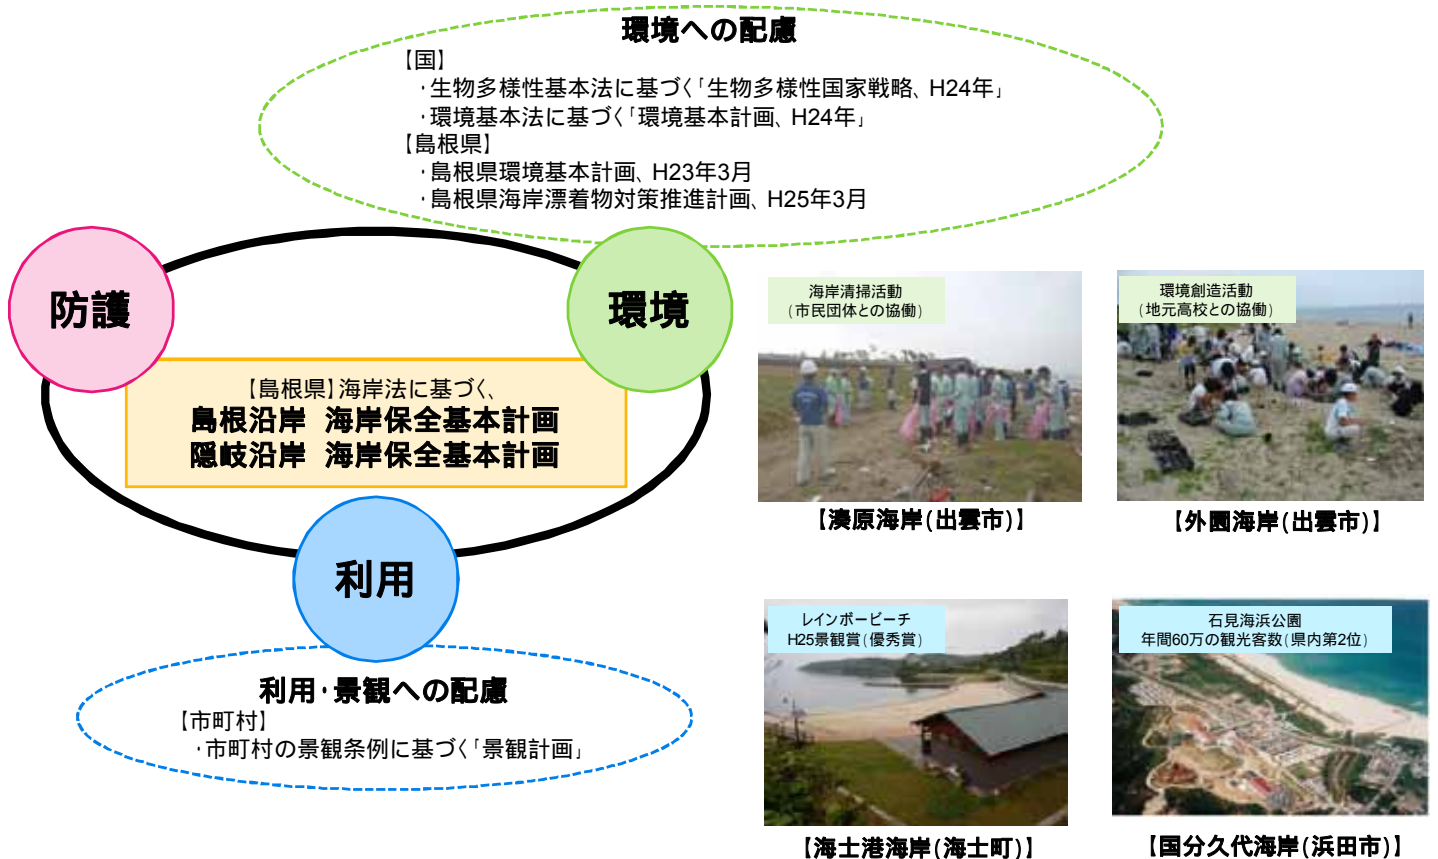 環境への配慮
【国】
・生物多様性基本法に基づく「生物多様性国家戦略、H24年」
・環境基本法に基づく「環境基本計画、H24年」
【島根県】
・島根県環境基本計画、H23年3月
・島根県海岸漂着物対策推進計画、H25年3月
防護
環境
【島根県】海岸法に基づく、
島根沿岸 海岸保全基本計画
隠岐沿岸 海岸保全基本計画
利用
利用・景観への配慮
【市町村】
・市町村の景観条例に基づく「景観計画」
海岸清掃活動
(市民団体との協働)
【湊原海岸(出雲市)】
環境創造活動
(地元高校との協働)
【外園海岸(出雲市)】
レインボービーチ
H25景観賞(優秀賞)
【海士港海岸(海士町)】
石見海浜公園
年間60万の観光客数(県内第2位)
【国分久代海岸(浜田市)】